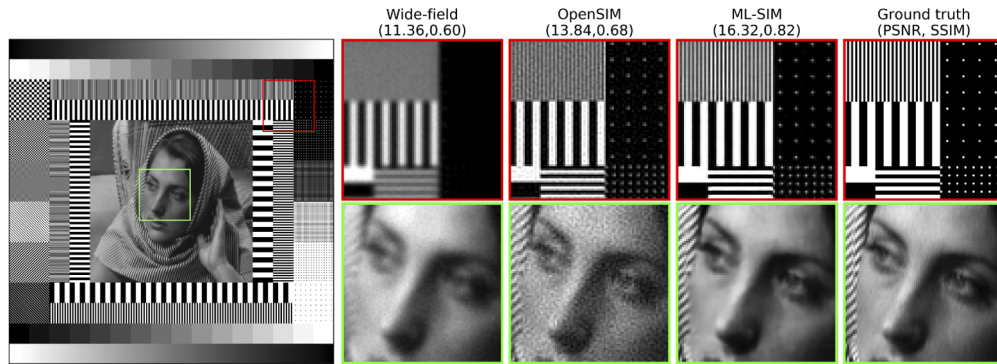 Wide-field
(11.36,0.60)
OpenSIM
(13.84,0.68)
ML-SIM
(16.32,0.82)
Ground truth
(PSNR, SSIM)